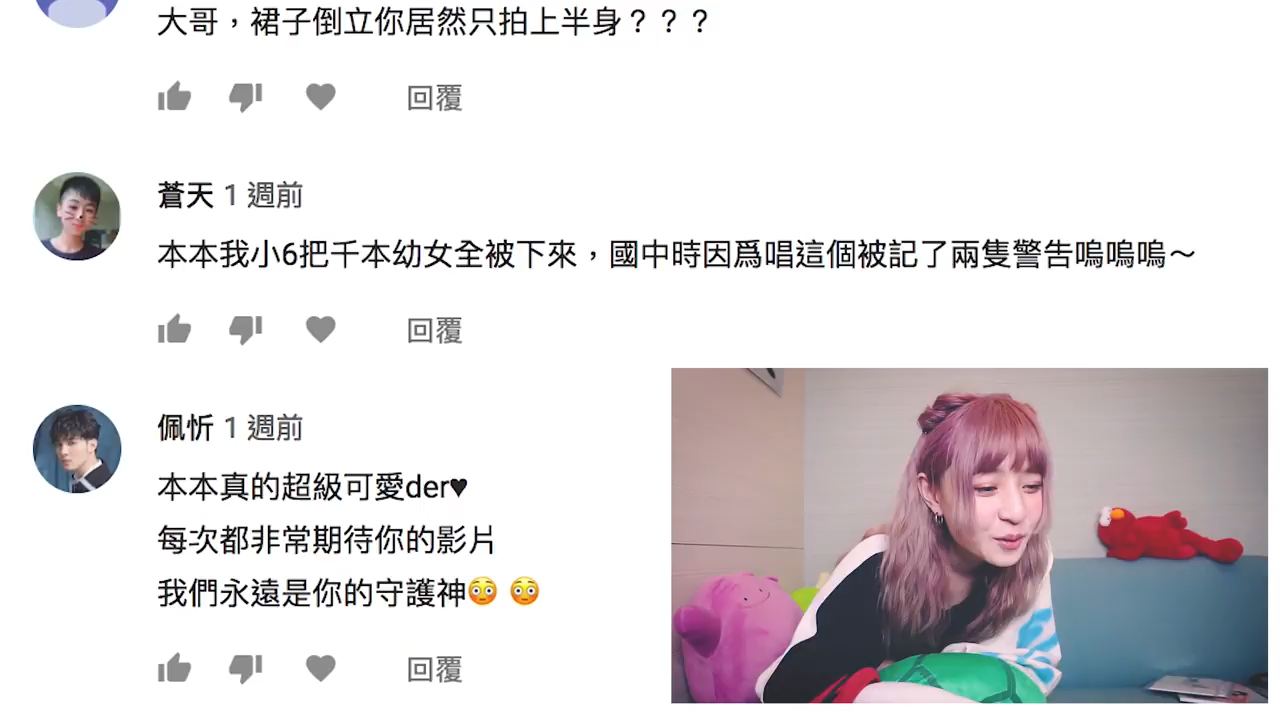 大哥，裙子倒立你居然只拍上半身？？？
回覆
蒼天 1 週前
本本我小6把千本幼女全被下來，國中時因爲唱這個被記了兩隻警告嗚嗚嗚～
回覆
佩忻 1 週前
本本真的超級可愛der♥
每次都非常期待你的影片
我們永遠是你的守護神😳 😳
回覆